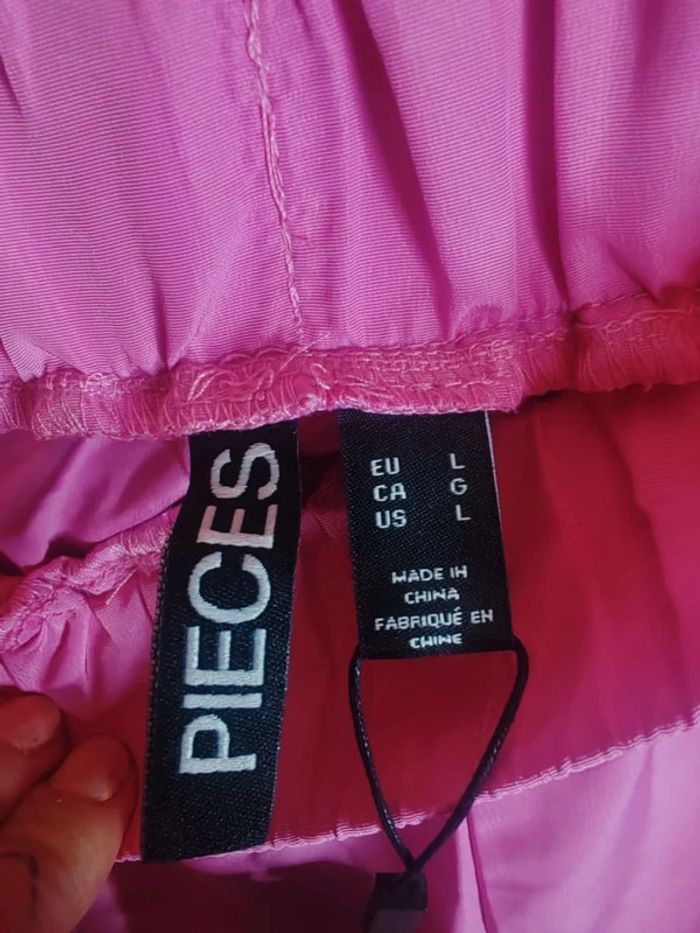 PIECES
EU L
CA G
US L
MADE IN
CHINA
FABRIQUÉ EN
CHINE